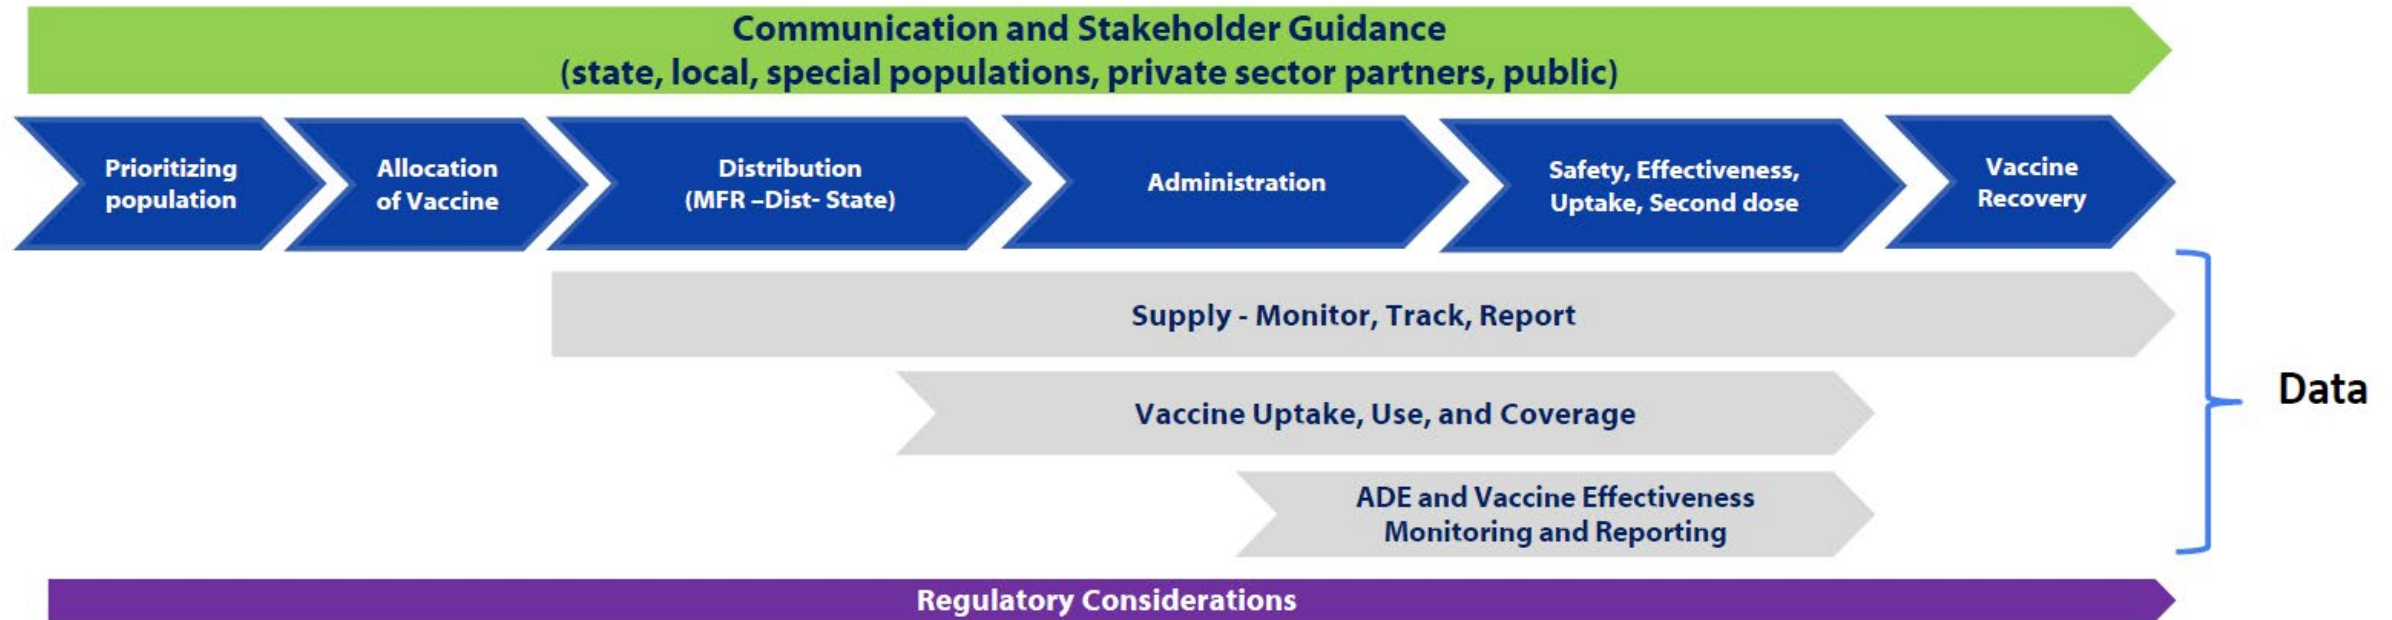 Communication and Stakeholder Guidance
(state, local, special populations, private sector partners, public)
Prioritizing
population
Allocation
of Vaccine
Distribution
(MFR –Dist- State)
Administration
Safety, Effectiveness,
Uptake, Second dose
Vaccine
Recovery
Supply - Monitor, Track, Report
Vaccine Uptake, Use, and Coverage
Data
ADE and Vaccine Effectiveness
Monitoring and Reporting
Regulatory Considerations